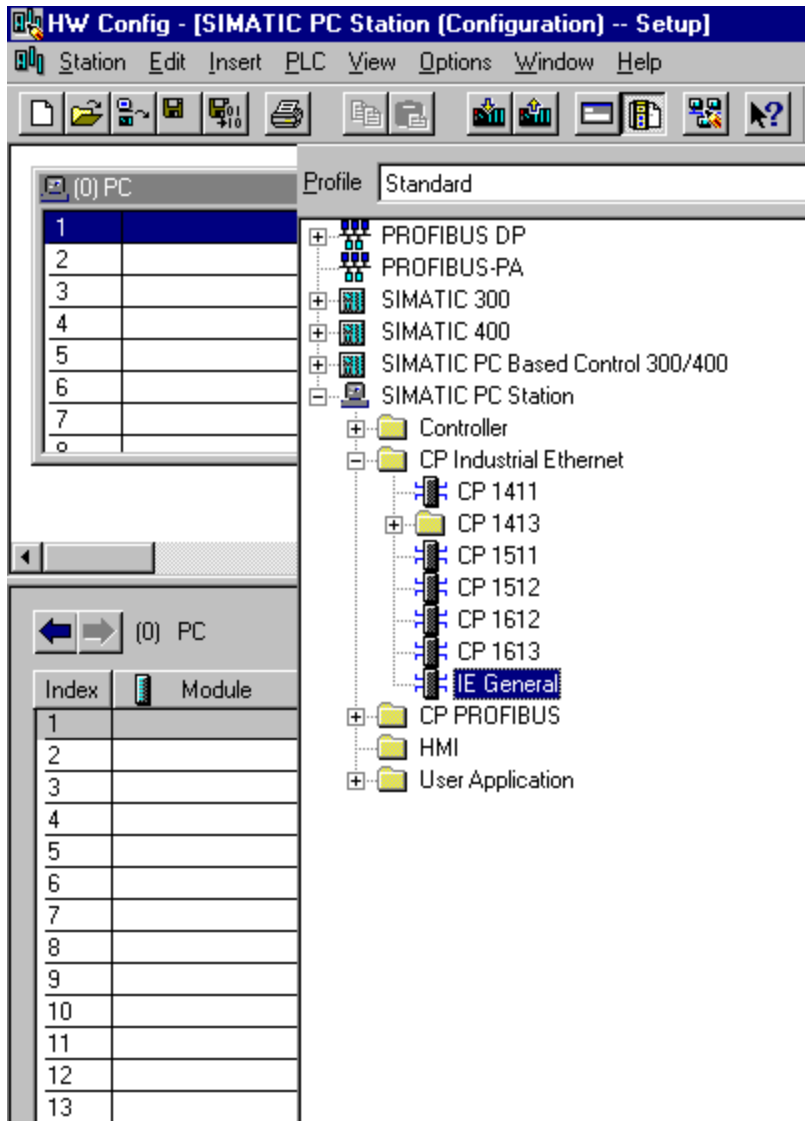 HW Config - [SIMATIC PC Station (Configuration) -- Setup]
Station Edit Insert PLC View Options Window Help
(0) PC
1
2
3
4
5
6
7
Profile Standard
PROFIBUS DP
PROFIBUS-PA
SIMATIC 300
SIMATIC 400
SIMATIC PC Based Control 300/400
SIMATIC PC Station
Controller
CP Industrial Ethernet
CP 1411
CP 1413
CP 1511
CP 1512
CP 1612
CP 1613
IE General
CP PROFIBUS
HMI
User Application
(0) PC
Index Module
1
2
3
4
5
6
7
8
9
10
11
12
13